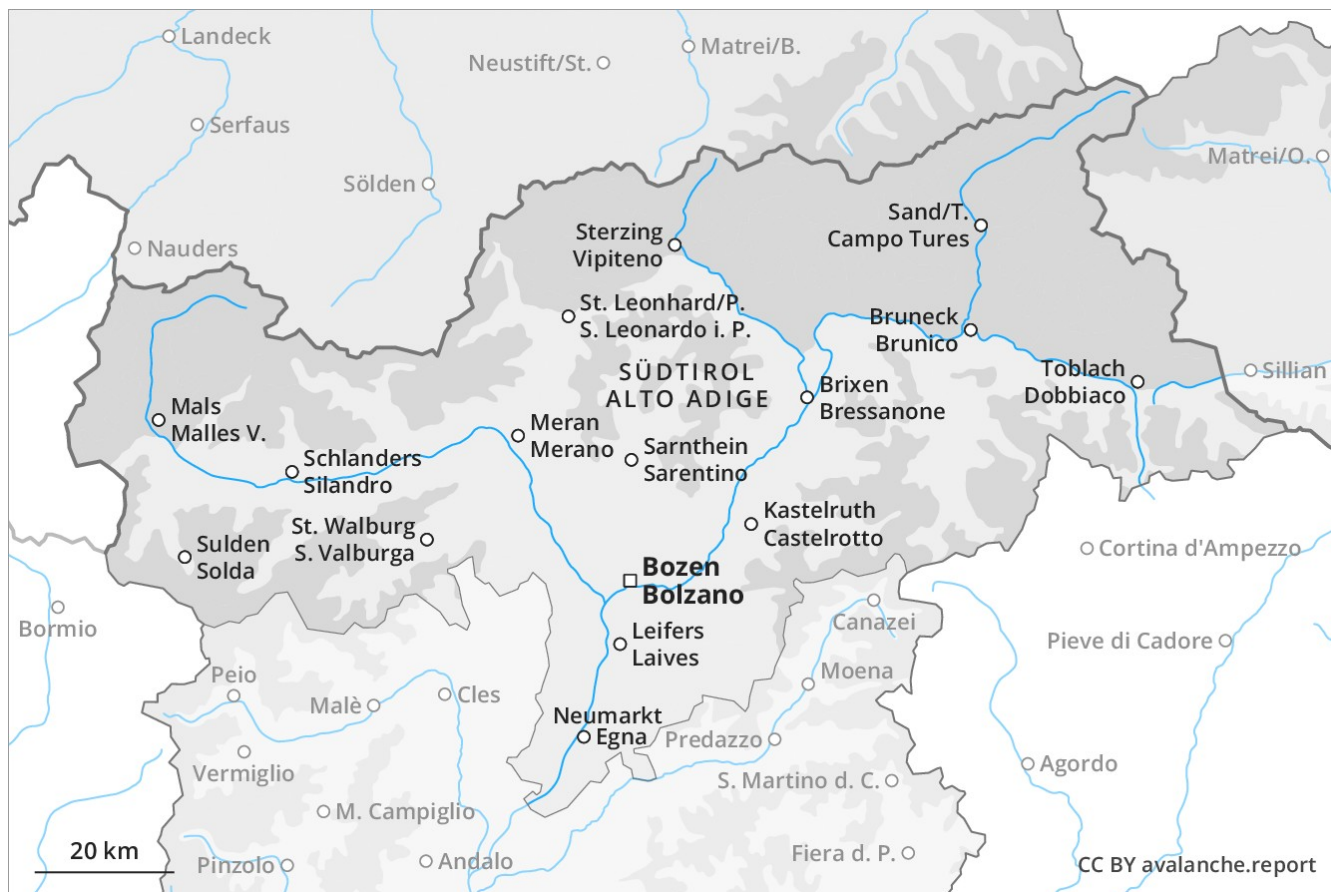 Landeck
Neustift/St.
Matrei/B.
Serfaus
Matrei/O.
Sölden
Nauders
Sterzing
Vipiteno
Sand/T.
Campo Tures
St. Leonhard/P.
S. Leonardo i. P.
Bruneck
Brunico
SÜDTIROL
ALTO ADIGE
Toblach
Dobbiaco
Sillian
Brixen
Bressanone
Mals
Malles V.
Meran
Merano
Sarnthein
Sarentino
Schlanders
Silandro
St. Walburg
S. Valburga
Kastelruth
Castelrotto
Sulden
Solda
Cortina d'Ampezzo
Bozen
Bolzano
Bormio
Canazei
Leifers
Laives
Pieve di Cadore
Peio
Moena
Malè
Cles
Neumarkt
Egna
Predazzo
Vermiglio
Agordo
S. Martino d. C.
M. Campiglio
20 km
Pinzolo
Andalo
Fiera d. P.
CC BY avalanche.report